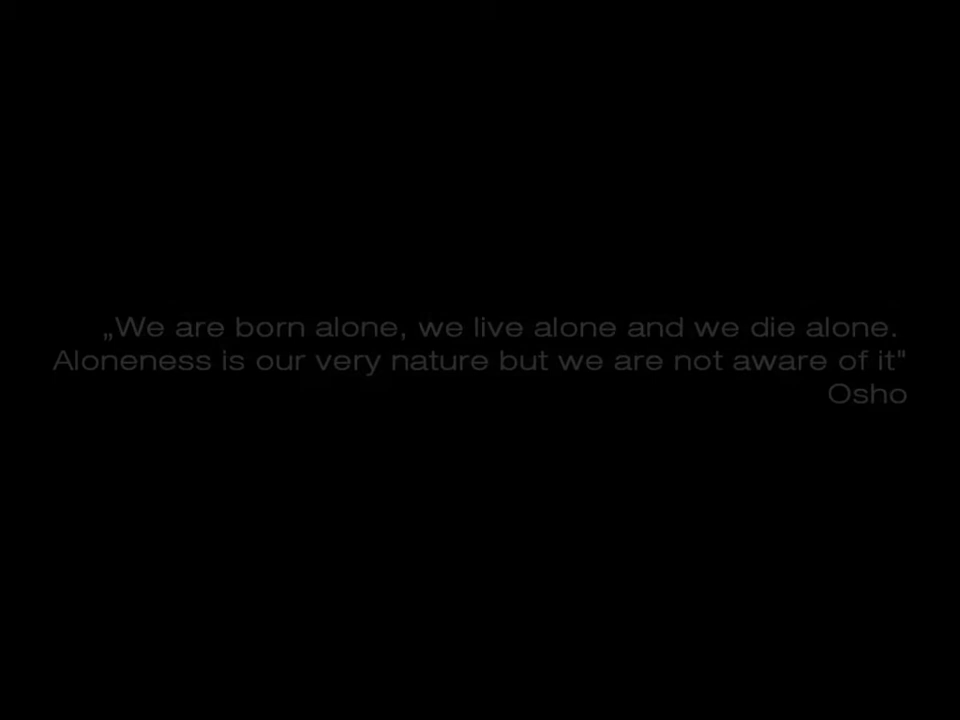 „We are born alone, we live alone and we die alone.
Aloneness is our very nature but we are not aware of it"
Osho